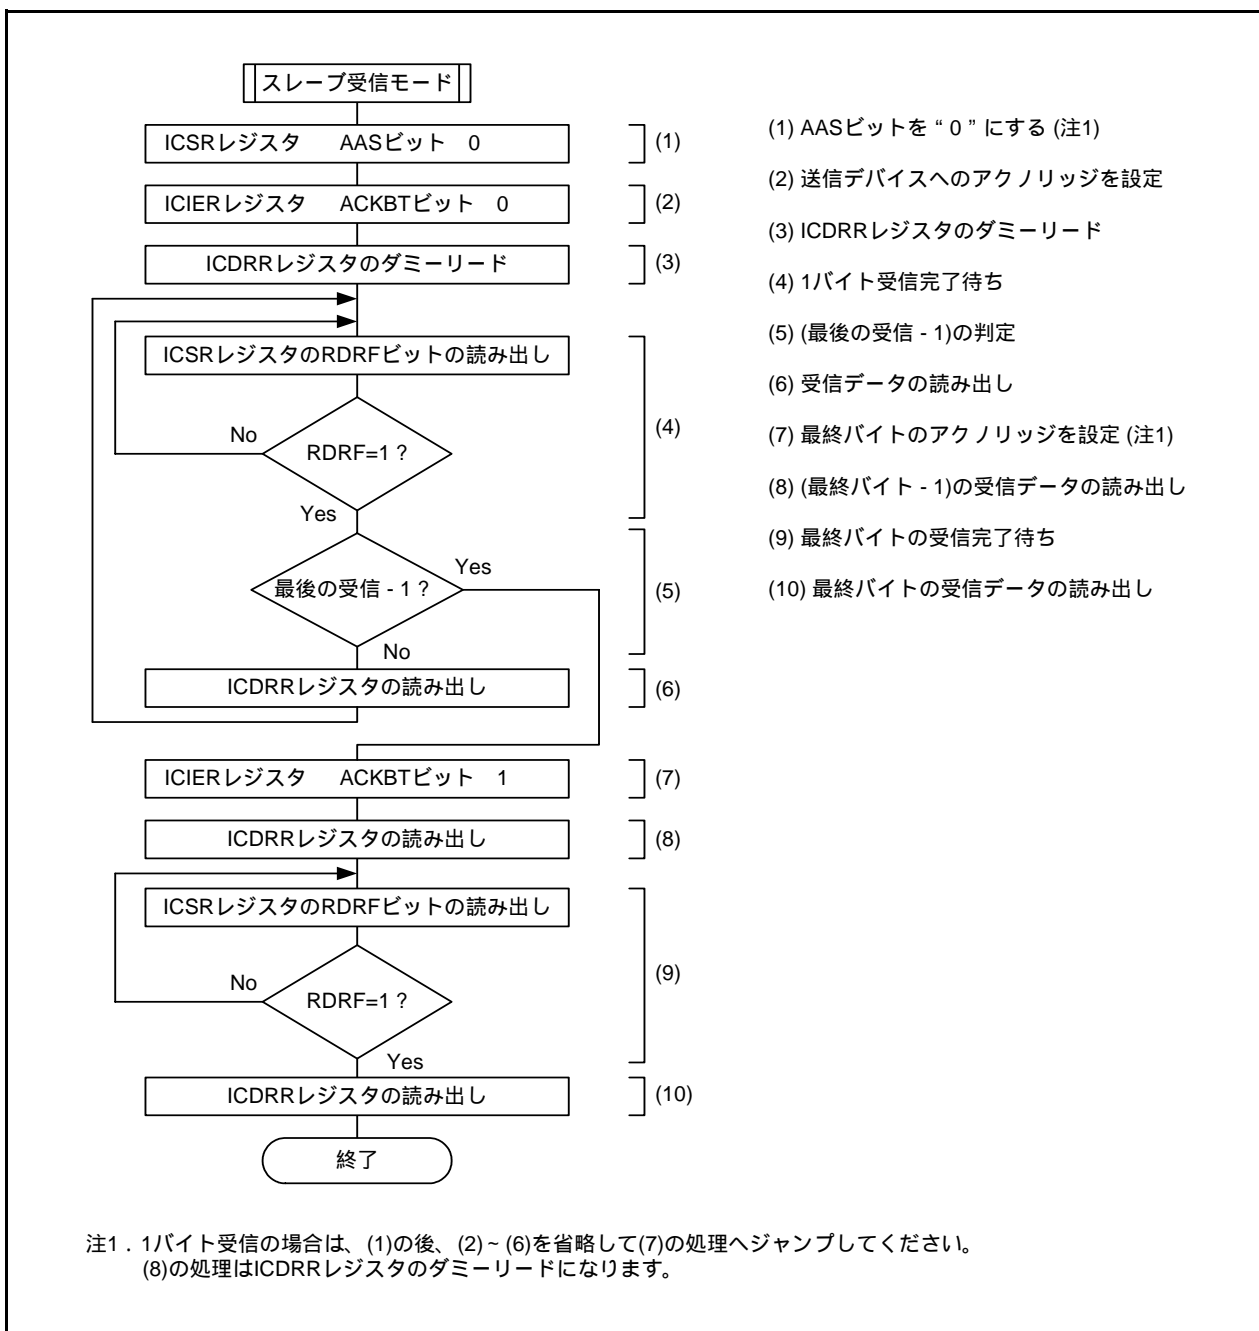 スレーブ受信モード
ICSRレジスタ AASビット 0
(1)
ICIERレジスタ ACKBTビット 0
(2)
ICDRRレジスタのダミーリード
(3)
ICSRレジスタのRDRFビットの読み出し
RDRF=1 ?
No
Yes
(4)
最後の受信 - 1 ?
Yes
No
(5)
ICDRRレジスタの読み出し
(6)
ICIERレジスタ ACKBTビット 1
(7)
ICDRRレジスタの読み出し
(8)
ICSRレジスタのRDRFビットの読み出し
RDRF=1 ?
No
Yes
(9)
ICDRRレジスタの読み出し
(10)
終了
(1) AASビットを“ 0 ” にする (注1)
(2) 送信デバイスへのアクノリッジを設定
(3) ICDRRレジスタのダミーリード
(4) 1バイト受信完了待ち
(5) (最後の受信 - 1)の判定
(6) 受信データの読み出し
(7) 最終バイトのアクノリッジを設定 (注1)
(8) (最終バイト - 1)の受信データの読み出し
(9) 最終バイトの受信完了待ち
(10) 最終バイトの受信データの読み出し
注1．1バイト受信の場合は、(1)の後、(2) ~ (6)を省略して(7)の処理へジャンプしてください。
(8)の処理はICDRRレジスタのダミーリードになります。